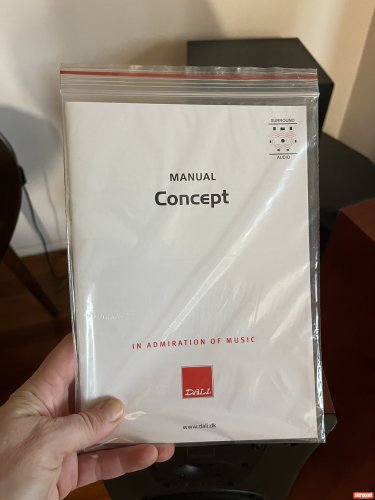 SURROUND
AUDIO
MANUAL
Concept
IN ADMIRATION OF MUSIC
DALI
www.dali.dk